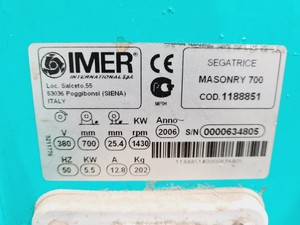 IMER
INTERNATIONAL S.p.A.
Loc. Salceto, 55
53036 Poggibonsi (SIENA)
ITALY
CE
SEGATRICE
MASONRY 700
COD. 1188851
KW Anno
V mm mm rpm
380 700 25.4 1430
2006 S/N 0000634805
HZ KW A KG
50 5.5 12.8 202